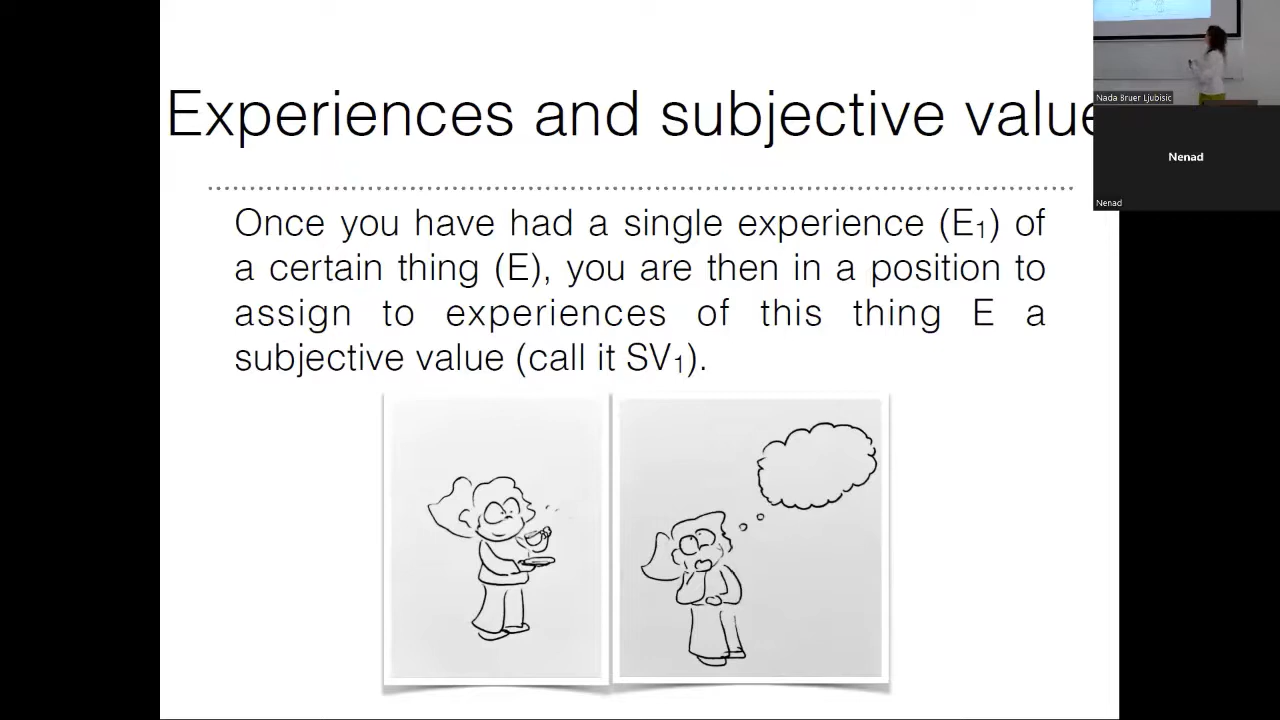 Experiences and subjective value
Once you have had a single experience (E₁) of
a certain thing (E), you are then in a position to
assign to experiences of this thing E a
subjective value (call it SV₁).
Nada Bruer Ljubisic
Nenad
Nenad